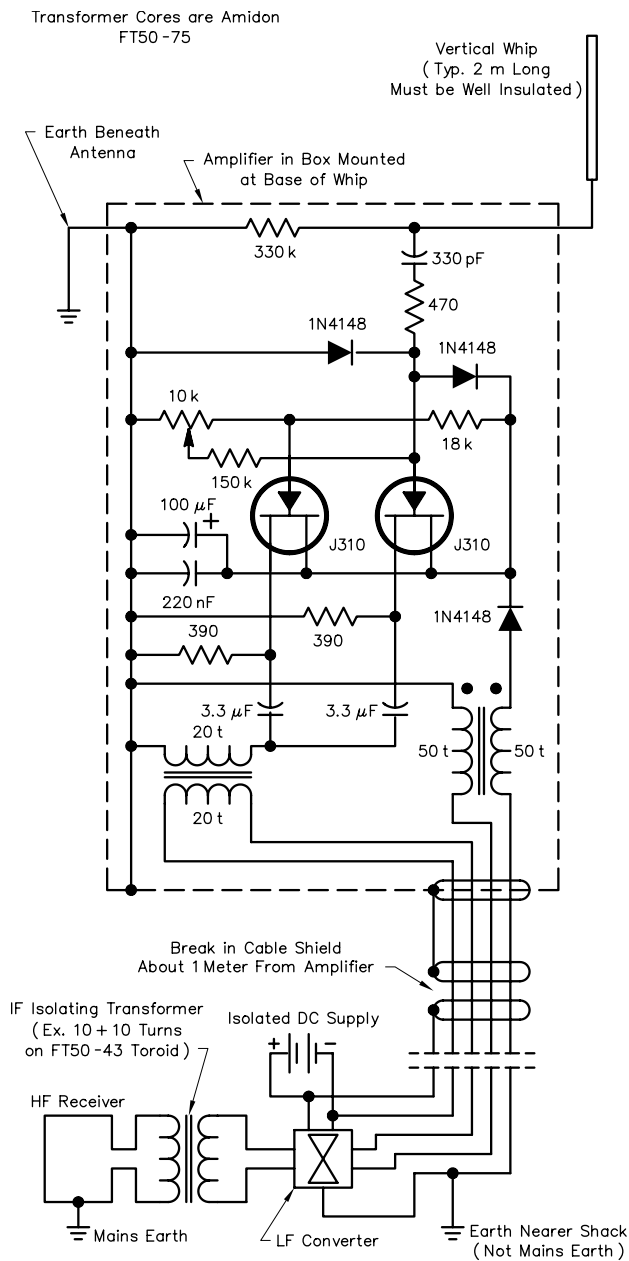 Transformer Cores are Amidon
FT50-75
Vertical Whip
(Typ. 2 m Long
Must be Well Insulated)
Earth Beneath
Antenna
Amplifier in Box Mounted
at Base of Whip
330 k
330 pF
470
1N4148
1N4148
10 k
18 k
150 k
100 µF
+
J310
J310
220 nF
1N4148
390
390
3.3 µF
3.3 µF
20 t
50 t
50 t
20 t
Break in Cable Shield
About 1 Meter From Amplifier
IF Isolating Transformer
(Ex. 10 + 10 Turns
on FT50-43 Toroid)
Isolated DC Supply
+
−
HF Receiver
Mains Earth
LF Converter
Earth Nearer Shack
(Not Mains Earth)